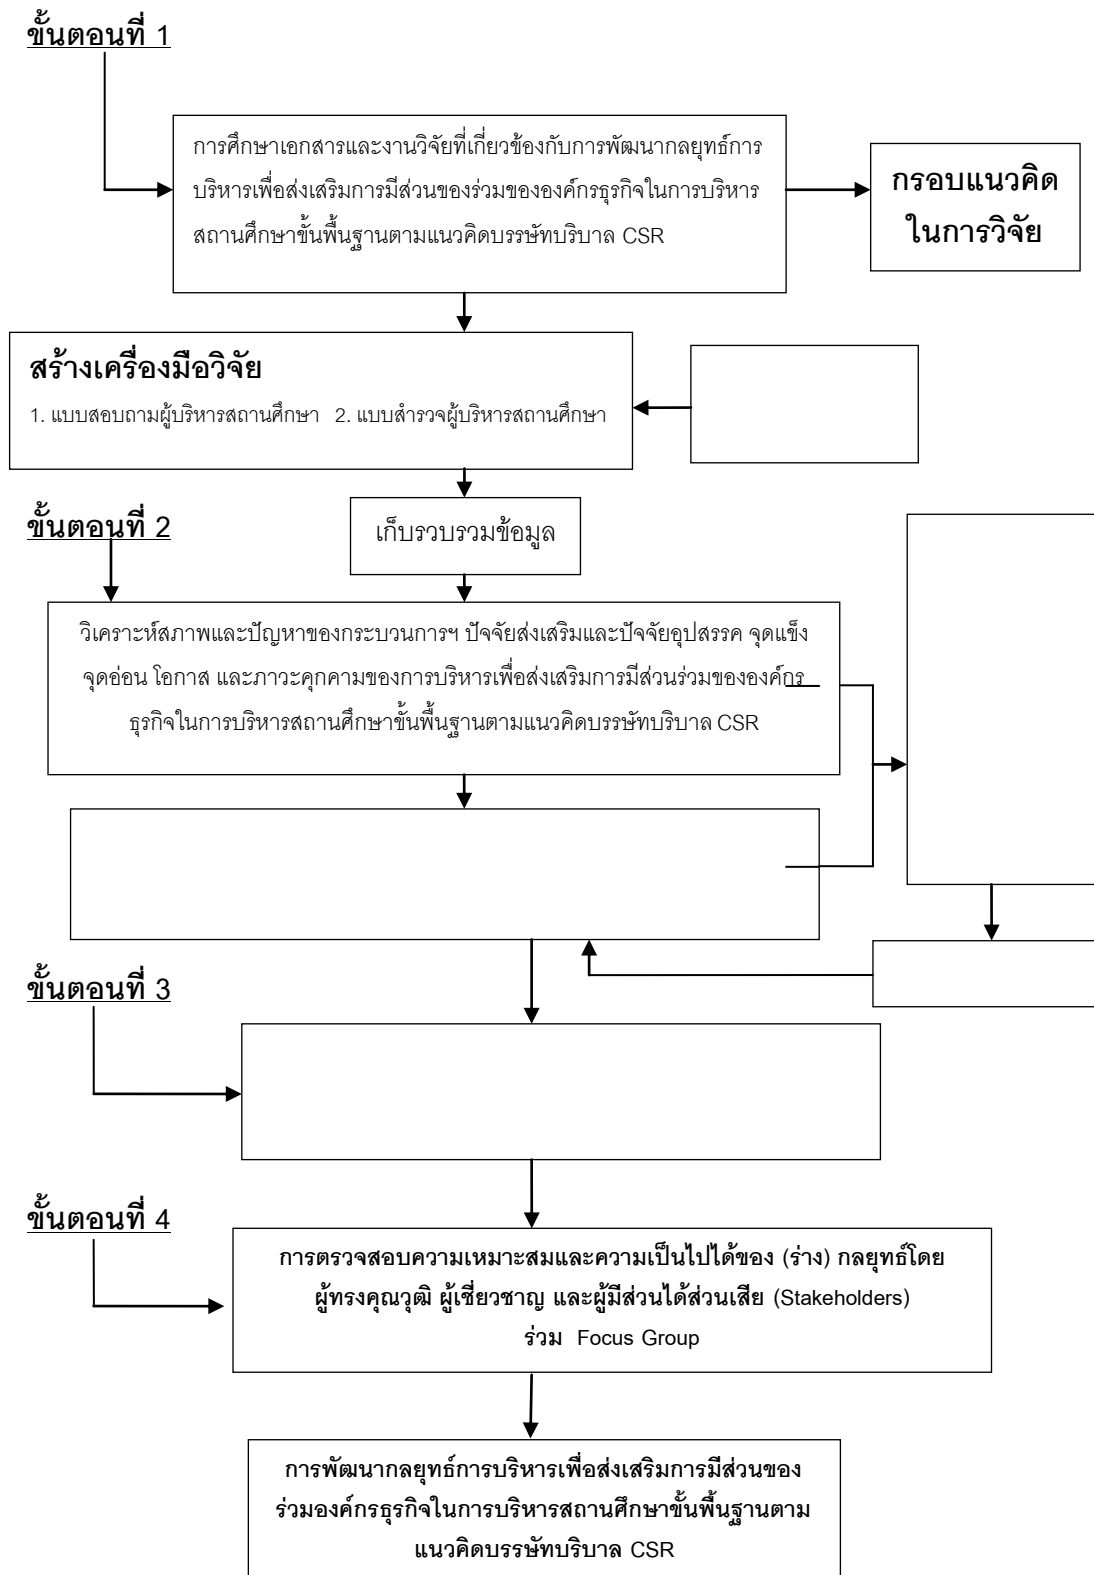 ขั้นตอนที่ 1
การศึกษาเอกสารและงานวิจัยที่เกี่ยวข้องกับการพัฒนากลยุทธ์การ
บริหารเพื่อส่งเสริมการมีส่วนของร่วมขององค์กรธุรกิจในการบริหาร
สถานศึกษาขั้นพื้นฐานตามแนวคิดบรรษัทบริบาล CSR
กรอบแนวคิด
ในการวิจัย
สร้างเครื่องมือวิจัย
1. แบบสอบถามผู้บริหารสถานศึกษา 2. แบบสำรวจผู้บริหารสถานศึกษา
ขั้นตอนที่ 2
เก็บรวบรวมข้อมูล
วิเคราะห์สภาพและปัญหาของกระบวนการฯ ปัจจัยส่งเสริมและปัจจัยอุปสรรค จุดแข็ง
จุดอ่อน โอกาส และภาวะคุกคามของการบริหารเพื่อส่งเสริมการมีส่วนร่วมขององค์กร
ธุรกิจในการบริหารสถานศึกษาขั้นพื้นฐานตามแนวคิดบรรษัทบริบาล CSR
ขั้นตอนที่ 3
ขั้นตอนที่ 4
การตรวจสอบความเหมาะสมและความเป็นไปได้ของ (ร่าง) กลยุทธ์โดย
ผู้ทรงคุณวุฒิ ผู้เชี่ยวชาญ และผู้มีส่วนได้ส่วนเสีย (Stakeholders)
ร่วม Focus Group
การพัฒนากลยุทธ์การบริหารเพื่อส่งเสริมการมีส่วนของ
ร่วมองค์กรธุรกิจในการบริหารสถานศึกษาขั้นพื้นฐานตาม
แนวคิดบรรษัทบริบาล CSR